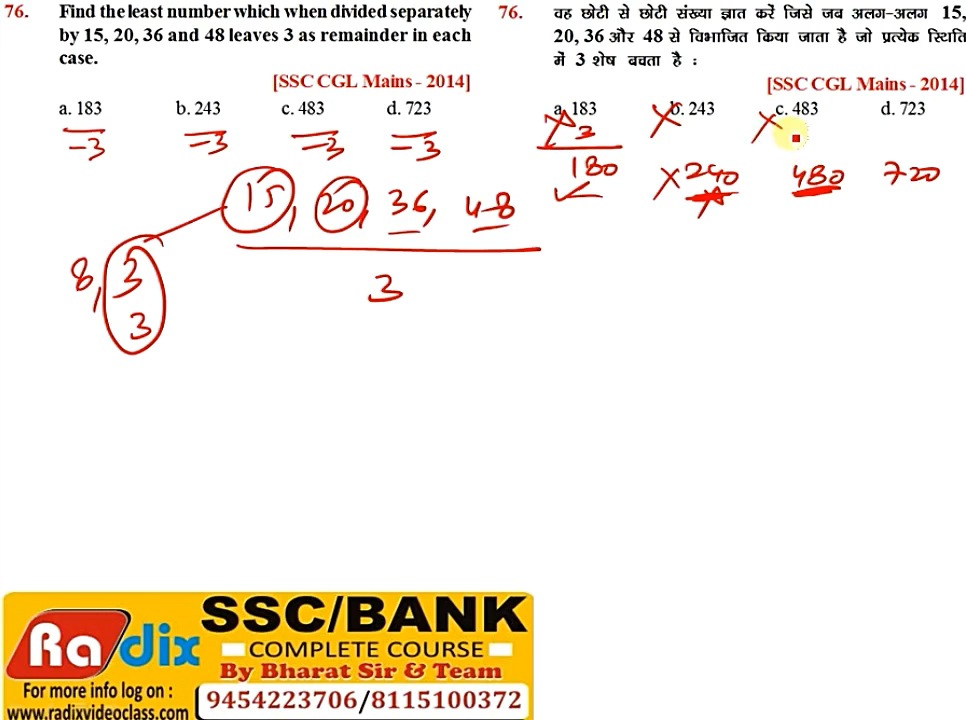 76. Find the least number which when divided separately
by 15, 20, 36 and 48 leaves 3 as remainder in each
case.
[SSC CGL Mains - 2014]
a. 183 b. 243 c. 483 d. 723
-3 -3 -3 -3
15, 20, 36, 48
3
8, 3
3
76. वह छोटी से छोटी संख्या ज्ञात करें जिसे जब अलग-अलग 15,
20, 36 और 48 से विभाजित किया जाता है जो प्रत्येक स्थिति
में 3 शेष बचता है :
[SSC CGL Mains - 2014]
a. 183 b. 243 c. 483 d. 723
3
180 240 480 720
Radix
For more info log on :
www.radixvideoclass.com
SSC/BANK
COMPLETE COURSE
By Bharat Sir & Team
9454223706/8115100372